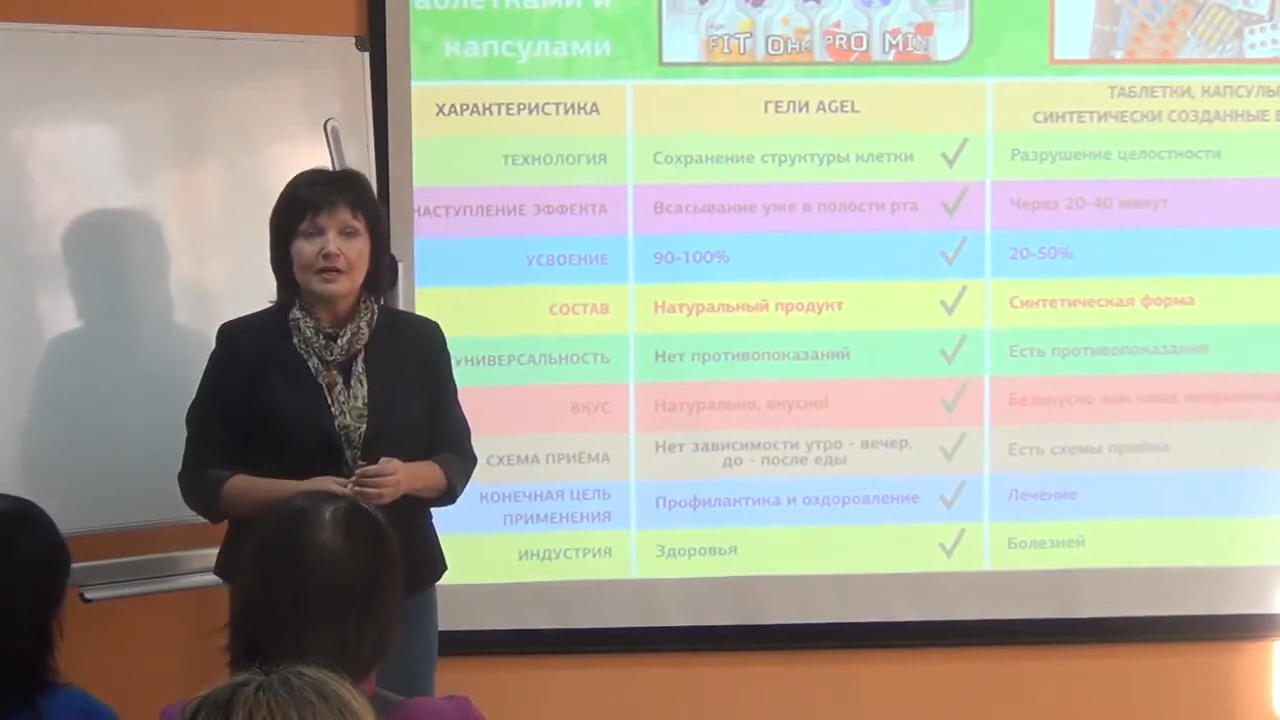 и
капсулами
FIT ОНК PRO MIN
ХАРАКТЕРИСТИКА
ГЕЛИ AGEL
ТАБЛЕТКИ, КАПСУЛЫ
СИНТЕТИЧЕСКИ СОЗДАННЫЕ
ТЕХНОЛОГИЯ
Сохранение структуры клетки
Разрушение целостности
НАСТУПЛЕНИЕ ЭФФЕКТА
Всасывание уже в полости рта
Через 20-40 минут
УСВОЕНИЕ
90-100%
20-50%
СОСТАВ
Натуральный продукт
Синтетическая форма
УНИВЕРСАЛЬНОСТЬ
Нет противопоказаний
Есть противопоказания
ВКУС
Натурально, вкусно!
Безвкусно или
СХЕМА ПРИЁМА
Нет зависимости утро - вечер,
до - после еды
Есть схемы приёма
КОНЕЧНАЯ ЦЕЛЬ
ПРИМЕНЕНИЯ
Профилактика и оздоровление
Лечение
ИНДУСТРИЯ
Здоровья
Болезней